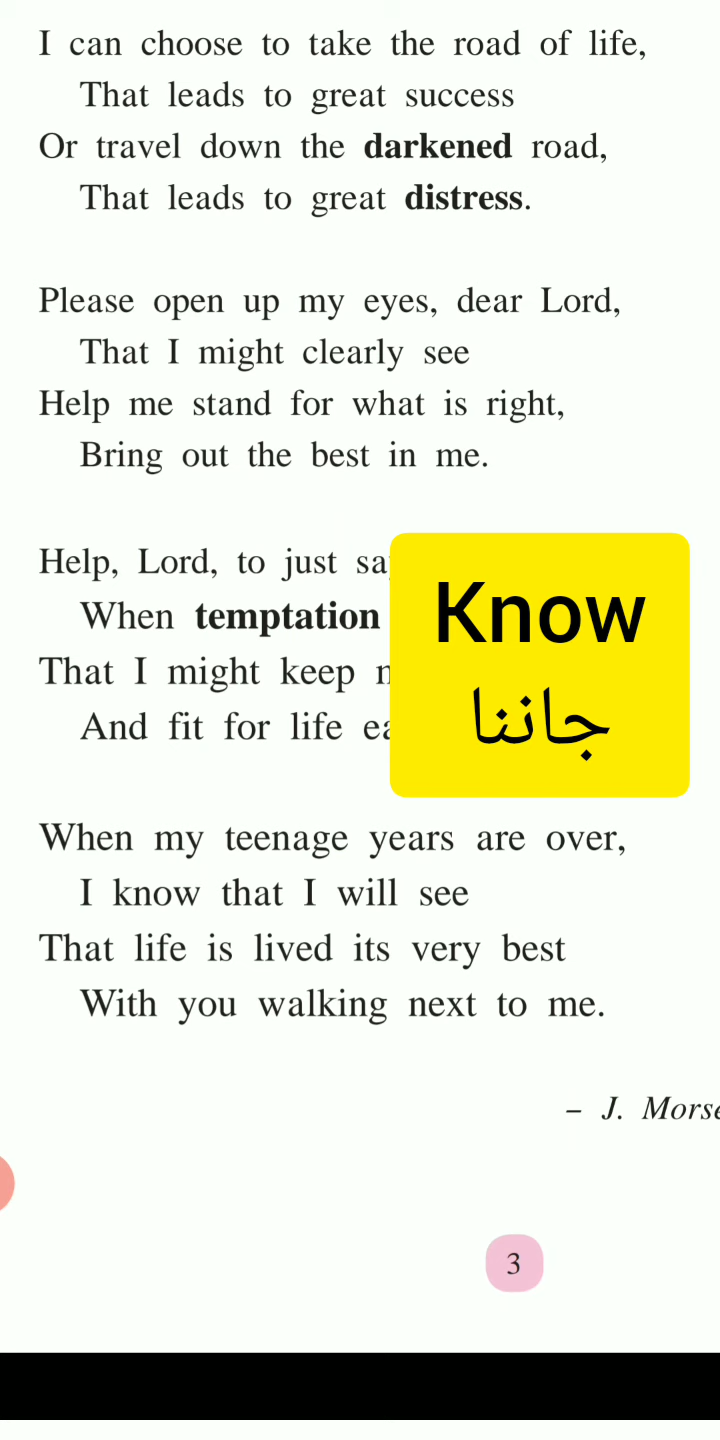 I can choose to take the road of life,
That leads to great success
Or travel down the darkened road,
That leads to great distress.
Please open up my eyes, dear Lord,
That I might clearly see
Help me stand for what is right,
Bring out the best in me.
Help, Lord, to just
When temptation
That I might keep
And fit for life
Know
جاننا
When my teenage years are over,
I know that I will see
That life is lived its very best
With you walking next to me.
– J. Morse
3